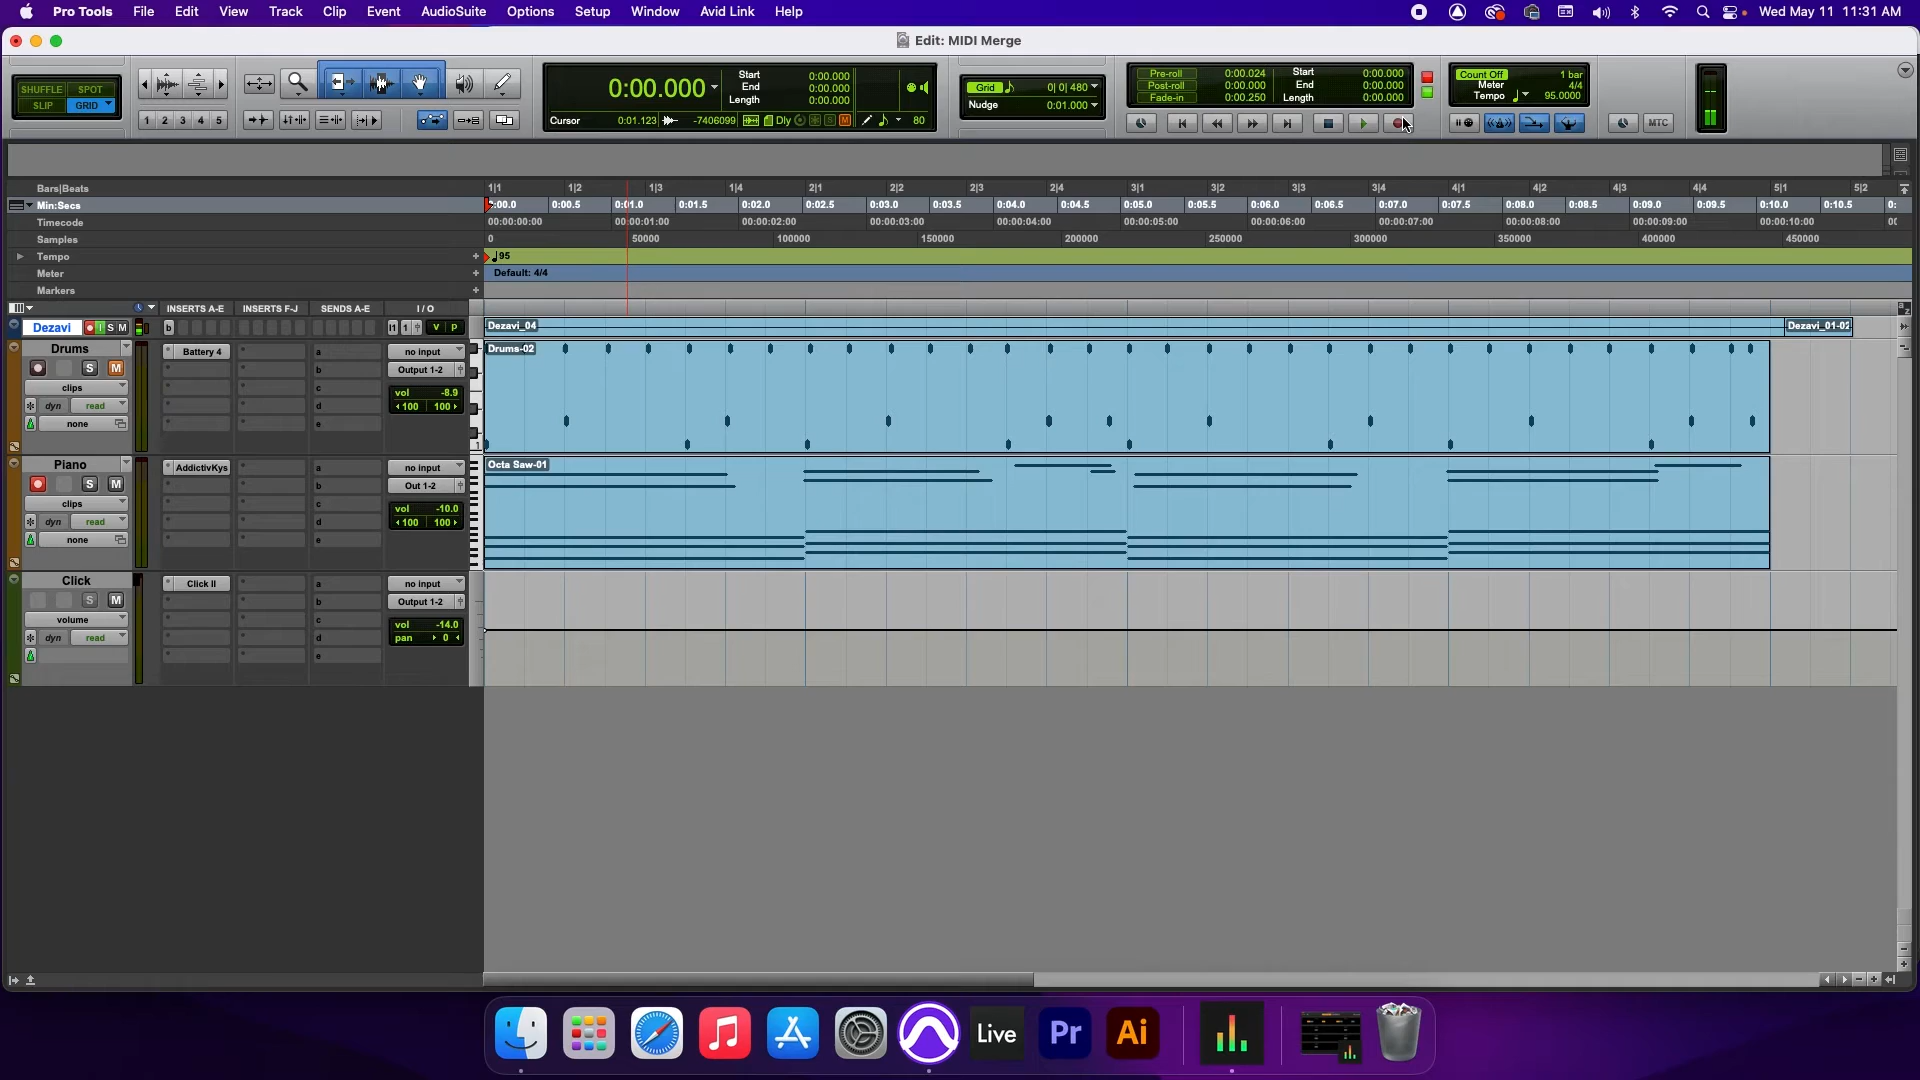 Pro Tools File Edit View Track Clip Event AudioSuite Options Setup Window Avid Link Help Wed May 11 11:31 AM
Edit: MIDI Merge
SHUFFLE SPOT
SLIP GRID
1 2 3 4 5
0:00.000
Start 0:00.000
End 0:00.000
Length 0:00.000
Cursor 0:01.123 -7406099 Dly S M 80
Grid 0| 0| 480
Nudge 0:01.000
Pre-roll 0:00.024 Start 0:00.000
Post-roll 0:00.000 End 0:00.000
Fade-in 0:00.250 Length 0:00.000
Count Off 1 bar
Meter 4/4
Tempo 95.0000
MTC
Bars|Beats 1|1 1|2 1|3 1|4 2|1 2|2 2|3 2|4 3|1 3|2 3|3 3|4 4|1 4|2 4|3 4|4 5|1 5|2
Min:Secs :00.0 0:00.5 0:01.0 0:01.5 0:02.0 0:02.5 0:03.0 0:03.5 0:04.0 0:04.5 0:05.0 0:05.5 0:06.0 0:06.5 0:07.0 0:07.5 0:08.0 0:08.5 0:09.0 0:09.5 0:10.0 0:10.5 0:
Timecode 00:00:00:00 00:00:01:00 00:00:02:00 00:00:03:00 00:00:04:00 00:00:05:00 00:00:06:00 00:00:07:00 00:00:08:00 00:00:09:00 00:00:10:00 00
Samples 0 50000 100000 150000 200000 250000 300000 350000 400000 450000
Tempo + 95
Meter + Default: 4/4
Markers +
INSERTS A-E INSERTS F-J SENDS A-E I / O
Dezavi I S M b 1 V P Dezavi_04 Dezavi_01-02
Drums Battery 4 a no input Drums-02
S M b Output 1-2
clips c vol -8.9
dyn read d 100 100
none e
Piano AddictivKys a no input Octa Saw-01
S M b Out 1-2
clips c vol -10.0
dyn read d 100 100
none e
Click Click II a no input
S M b Output 1-2
volume c vol -14.0
dyn read d pan 0
e
Live Pr Ai